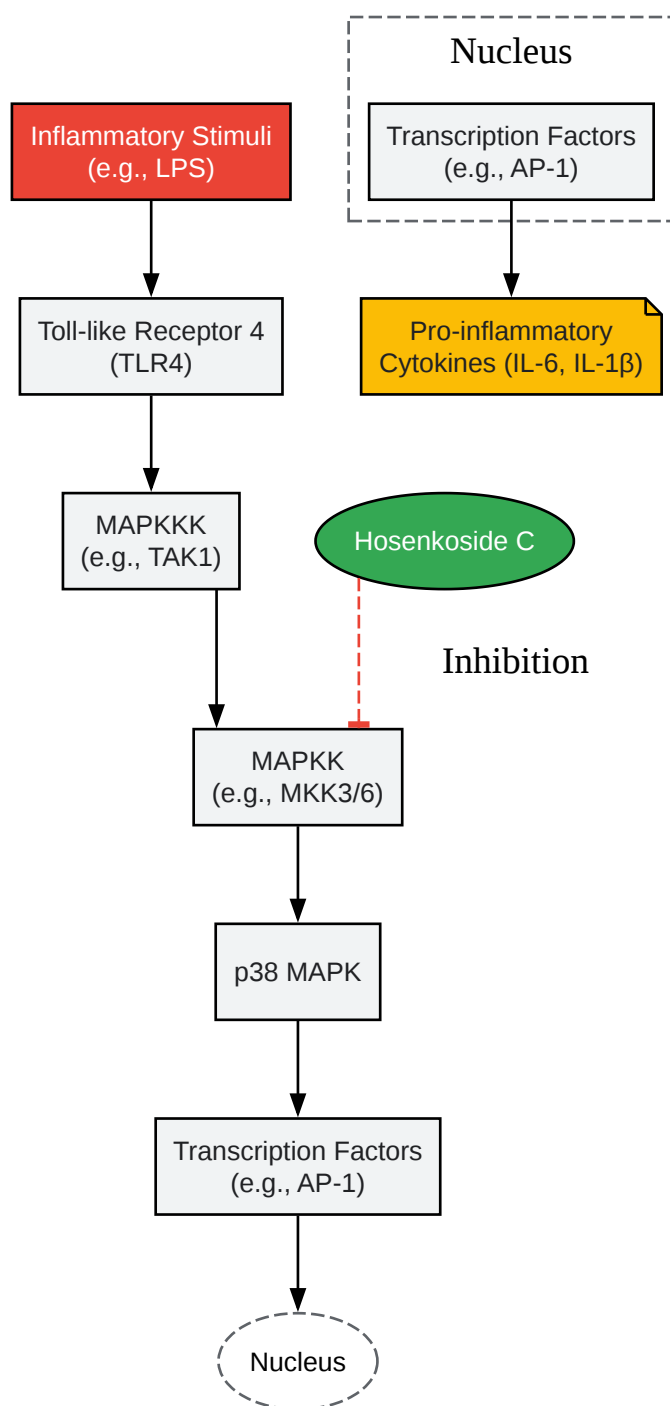 Nucleus
Inflammatory Stimuli
(e.g., LPS)
Transcription Factors
(e.g., AP-1)
Toll-like Receptor 4
(TLR4)
Pro-inflammatory
Cytokines (IL-6, IL-1β)
MAPKKK
(e.g., TAK1)
Hosenkoside C
Inhibition
MAPKK
(e.g., MKK3/6)
p38 MAPK
Transcription Factors
(e.g., AP-1)
Nucleus